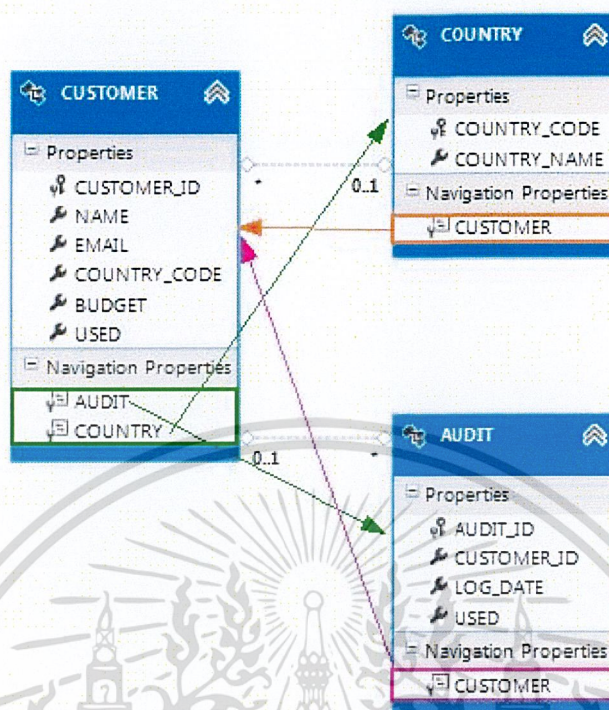 CUSTOMER
Properties
CUSTOMER_ID
NAME
EMAIL
COUNTRY_CODE
BUDGET
USED
Navigation Properties
AUDIT
COUNTRY
* 0..1
0..1 *
COUNTRY
Properties
COUNTRY_CODE
COUNTRY_NAME
Navigation Properties
CUSTOMER
AUDIT
Properties
AUDIT_ID
CUSTOMER_ID
LOG_DATE
USED
Navigation Properties
CUSTOMER